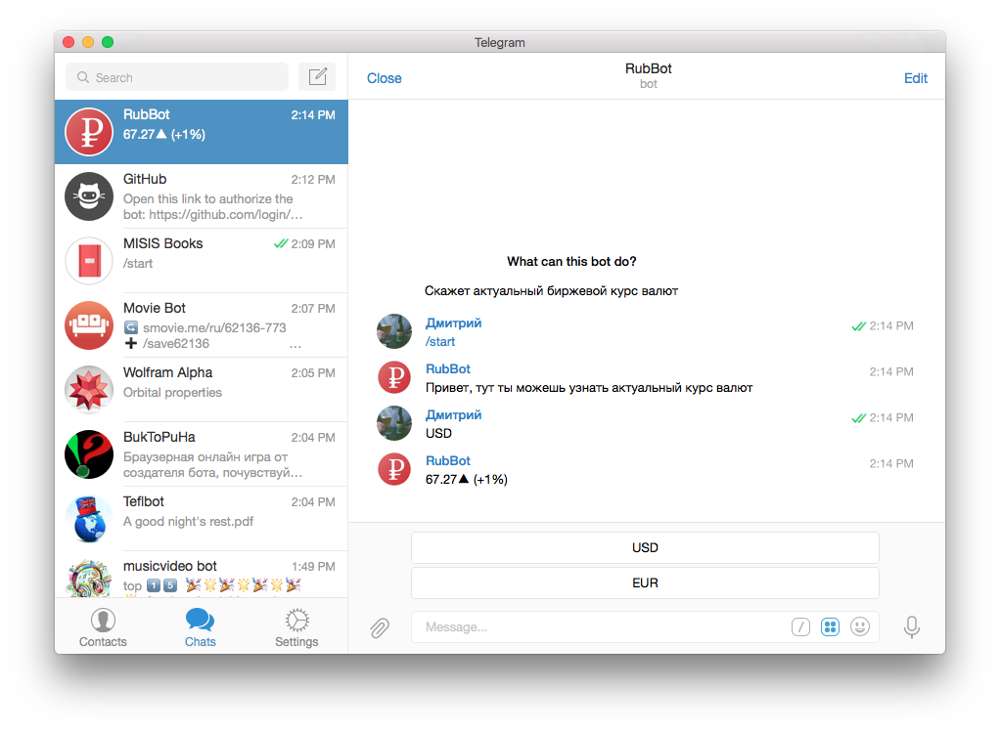 Telegram
Search
RubBot
2:14 PM
67.27▲ (+1%)
GitHub
2:12 PM
Open this link to authorize the
bot: https://github.com/login/…
MISIS Books
2:09 PM
/start
Movie Bot
2:07 PM
smovie.me/ru/62136-773
➕ /save62136 …
Wolfram Alpha
2:05 PM
Orbital properties
BukToPuHa
2:04 PM
Браузерная онлайн игра от
создателя бота, почувствуй…
Teflbot
2:04 PM
A good night's rest.pdf
musicvideo bot
1:49 PM
top 1️⃣5️⃣ 🎉🌟🎉🌟🎉🌟🎉
Contacts
Chats
Settings
Close
RubBot
bot
Edit
What can this bot do?
Скажет актуальный биржевой курс валют
Дмитрий
2:14 PM
/start
RubBot
2:14 PM
Привет, тут ты можешь узнать актуальный курс валют
Дмитрий
2:14 PM
USD
RubBot
2:14 PM
67.27▲ (+1%)
USD
EUR
Message...